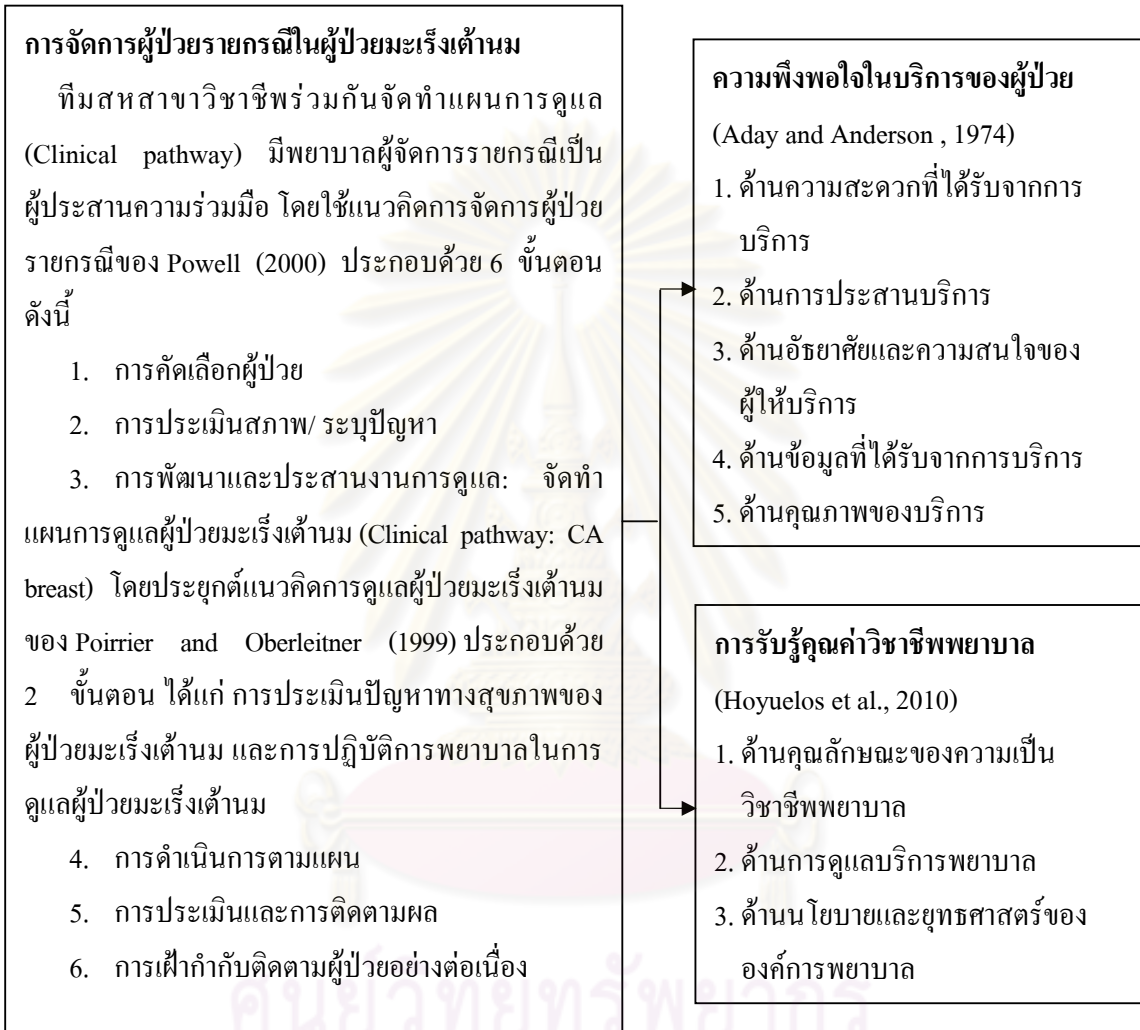 การจัดการผู้ป่วยรายกรณีในผู้ป่วยมะเร็งเต้านม
ทีมสหสาขาวิชาชีพร่วมกันจัดทำแผนการดูแล
(Clinical pathway) มีพยาบาลผู้จัดการรายกรณีเป็น
ผู้ประสานความร่วมมือ โดยใช้แนวคิดการจัดการผู้ป่วย
รายกรณีของ Powell (2000) ประกอบด้วย 6 ขั้นตอน
ดังนี้
1. การคัดเลือกผู้ป่วย
2. การประเมินสภาพ/ ระบุปัญหา
3. การพัฒนาและประสานงานการดูแล: จัดทำ
แผนการดูแลผู้ป่วยมะเร็งเต้านม (Clinical pathway: CA
breast) โดยประยุกต์แนวคิดการดูแลผู้ป่วยมะเร็งเต้านม
ของ Poirrier and Oberleitner (1999) ประกอบด้วย
2 ขั้นตอน ได้แก่ การประเมินปัญหาทางสุขภาพของ
ผู้ป่วยมะเร็งเต้านม และการปฏิบัติการพยาบาลในการ
ดูแลผู้ป่วยมะเร็งเต้านม
4. การดำเนินการตามแผน
5. การประเมินและการติดตามผล
6. การเฝ้ากำกับติดตามผู้ป่วยอย่างต่อเนื่อง
ความพึงพอใจในบริการของผู้ป่วย
(Aday and Anderson , 1974)
1. ด้านความสะดวกที่ได้รับจากการ
บริการ
2. ด้านการประสานบริการ
3. ด้านอัธยาศัยและความสนใจของ
ผู้ให้บริการ
4. ด้านข้อมูลที่ได้รับจากการบริการ
5. ด้านคุณภาพของบริการ
การรับรู้คุณค่าวิชาชีพพยาบาล
(Hoyuelos et al., 2010)
1. ด้านคุณลักษณะของความเป็น
วิชาชีพพยาบาล
2. ด้านการดูแลบริการพยาบาล
3. ด้านนโยบายและยุทธศาสตร์ของ
องค์การพยาบาล
ศูนย์วิทยทรัพยากร